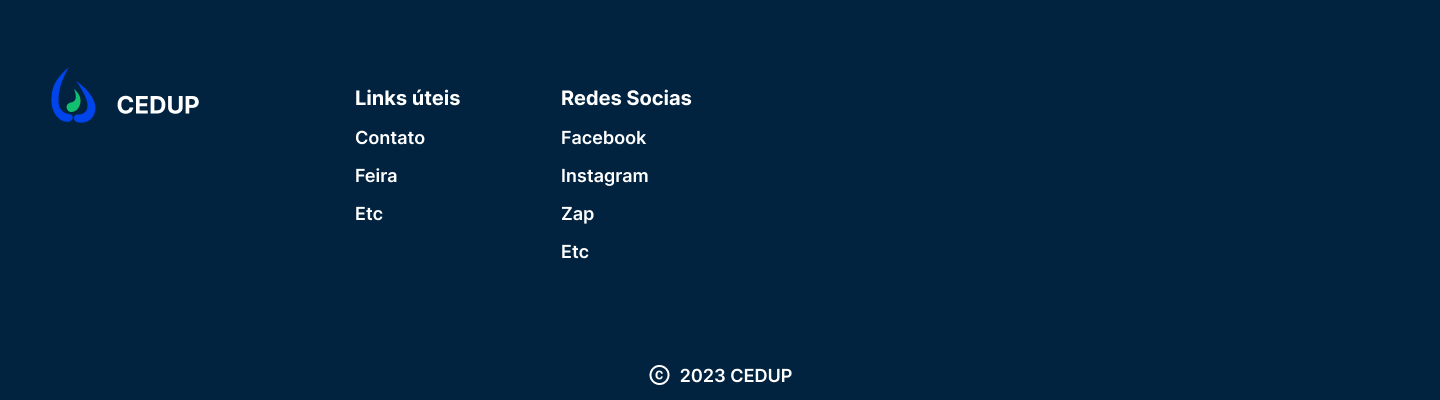 CEDUP
Links úteis
Contato
Feira
Etc
Redes Socias
Facebook
Instagram
Zap
Etc
© 2023 CEDUP